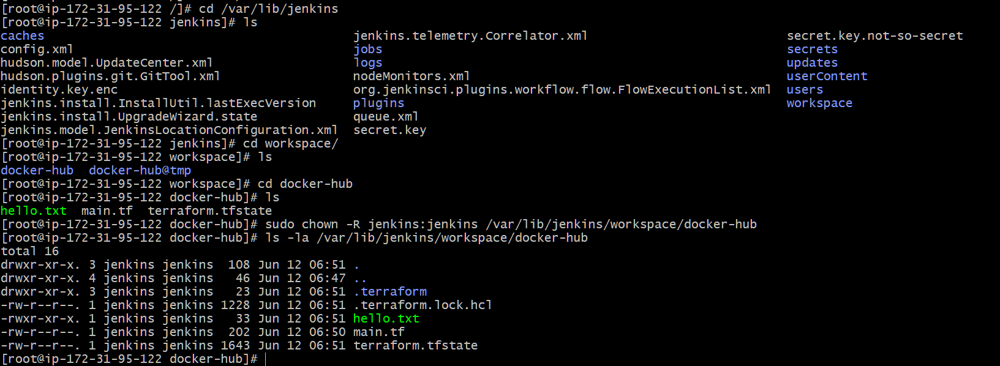 [root@ip-172-31-95-122 /]# cd /var/lib/jenkins
[root@ip-172-31-95-122 jenkins]# ls
caches jenkins.telemetry.Correlator.xml secret.key.not-so-secret
config.xml jobs secrets
hudson.model.UpdateCenter.xml logs updates
hudson.plugins.git.GitTool.xml nodeMonitors.xml userContent
identity.key.enc org.jenkinsci.plugins.workflow.flow.FlowExecutionList.xml users
jenkins.install.InstallUtil.lastExecVersion plugins workspace
jenkins.install.UpgradeWizard.state queue.xml
jenkins.model.JenkinsLocationConfiguration.xml secret.key
[root@ip-172-31-95-122 jenkins]# cd workspace/
[root@ip-172-31-95-122 workspace]# ls
docker-hub docker-hub@tmp
[root@ip-172-31-95-122 workspace]# cd docker-hub
[root@ip-172-31-95-122 docker-hub]# ls
hello.txt main.tf terraform.tfstate
[root@ip-172-31-95-122 docker-hub]# sudo chown -R jenkins:jenkins /var/lib/jenkins/workspace/docker-hub
[root@ip-172-31-95-122 docker-hub]# ls -la /var/lib/jenkins/workspace/docker-hub
total 16
drwxr-xr-x. 3 jenkins jenkins 108 Jun 12 06:51 .
drwxr-xr-x. 4 jenkins jenkins 46 Jun 12 06:47 ..
drwxr-xr-x. 3 jenkins jenkins 23 Jun 12 06:51 .terraform
-rw-r--r--. 1 jenkins jenkins 1228 Jun 12 06:51 .terraform.lock.hcl
-rwxr-xr-x. 1 jenkins jenkins 33 Jun 12 06:51 hello.txt
-rw-r--r--. 1 jenkins jenkins 202 Jun 12 06:50 main.tf
-rw-r--r--. 1 jenkins jenkins 1643 Jun 12 06:51 terraform.tfstate
[root@ip-172-31-95-122 docker-hub]#